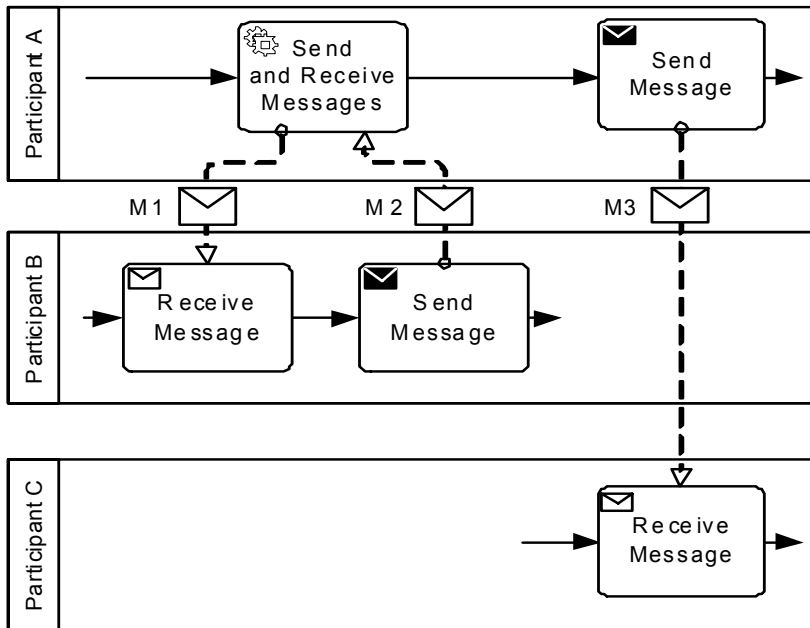 Participant A
Send
and Receive
Messages
Send
Message
M1
M2
M3
Participant B
Receive
Message
Send
Message
Participant C
Receive
Message